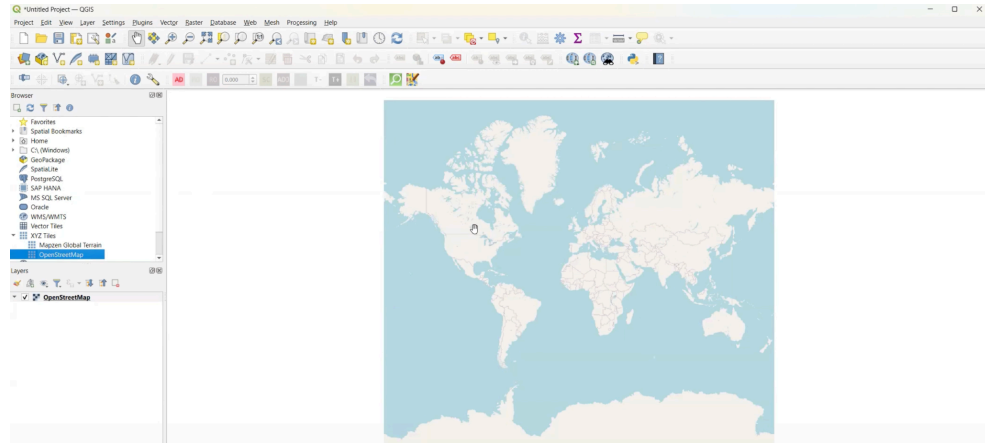 *Untitled Project — QGIS
Project Edit View Layer Settings Plugins Vector Raster Database Web Mesh Processing Help
0.000
Browser
Favorites
Spatial Bookmarks
Home
C:\ (Windows)
GeoPackage
SpatiaLite
PostgreSQL
SAP HANA
MS SQL Server
Oracle
WMS/WMTS
Vector Tiles
XYZ Tiles
Mapzen Global Terrain
OpenStreetMap
Layers
OpenStreetMap